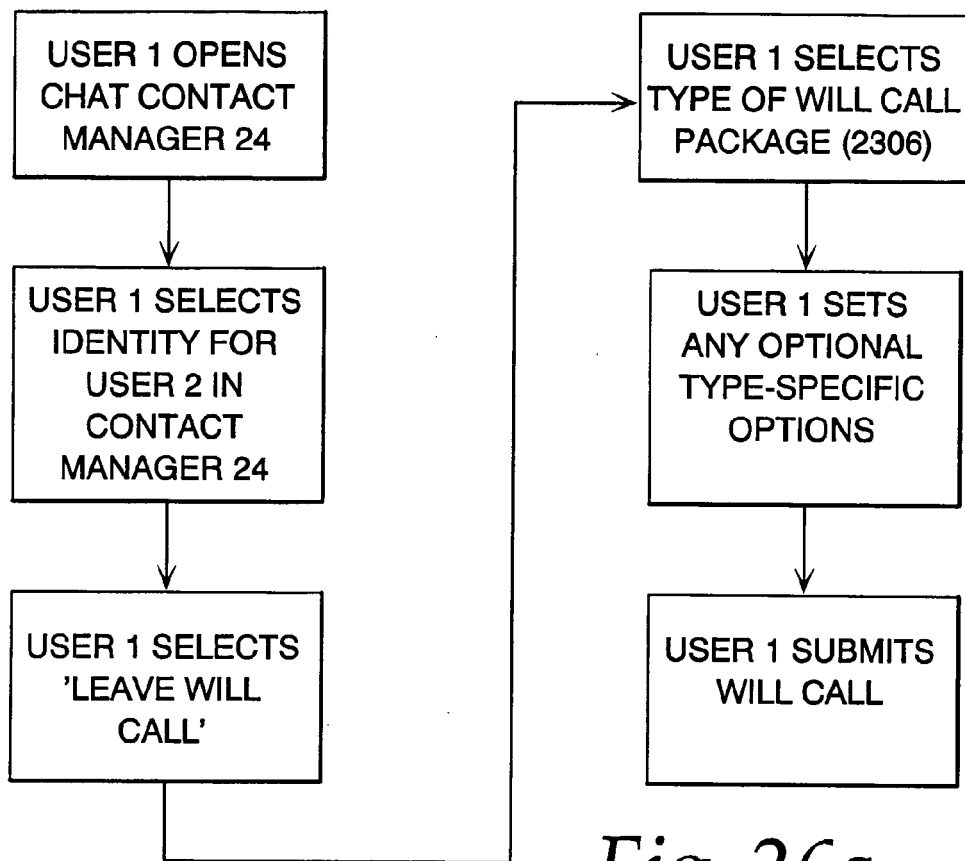 USER 1 OPENS
CHAT CONTACT
MANAGER 24
USER 1 SELECTS
IDENTITY FOR
USER 2 IN
CONTACT
MANAGER 24
USER 1 SELECTS
'LEAVE WILL
CALL'
USER 1 SELECTS
TYPE OF WILL CALL
PACKAGE (2306)
USER 1 SETS
ANY OPTIONAL
TYPE-SPECIFIC
OPTIONS
USER 1 SUBMITS
WILL CALL
Fig. 26a